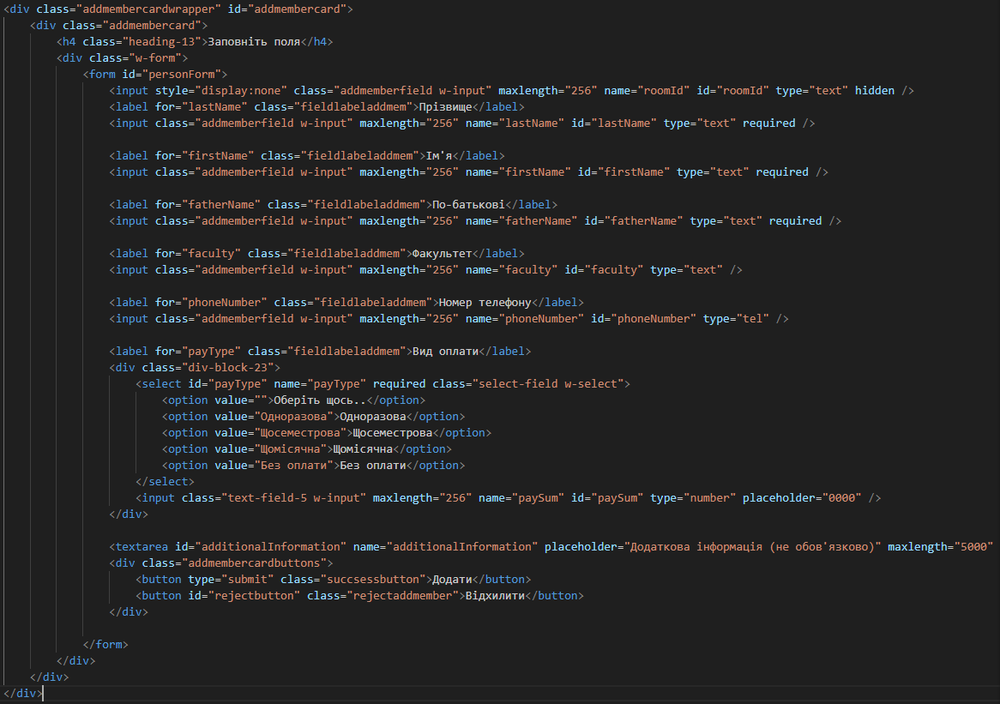 <div class="addmembercardwrapper" id="addmembercard">
<div class="addmembercard">
<h4 class="heading-13">Заповніть поля</h4>
<div class="w-form">
<form id="personForm">
<input style="display:none" class="addmemberfield w-input" maxlength="256" name="roomId" id="roomId" type="text" hidden />
<label for="lastName" class="fieldlabeladdmem">Прізвище</label>
<input class="addmemberfield w-input" maxlength="256" name="lastName" id="lastName" type="text" required />
<label for="firstName" class="fieldlabeladdmem">Ім'я</label>
<input class="addmemberfield w-input" maxlength="256" name="firstName" id="firstName" type="text" required />
<label for="fatherName" class="fieldlabeladdmem">По-батькові</label>
<input class="addmemberfield w-input" maxlength="256" name="fatherName" id="fatherName" type="text" required />
<label for="faculty" class="fieldlabeladdmem">Факультет</label>
<input class="addmemberfield w-input" maxlength="256" name="faculty" id="faculty" type="text" />
<label for="phoneNumber" class="fieldlabeladdmem">Номер телефону</label>
<input class="addmemberfield w-input" maxlength="256" name="phoneNumber" id="phoneNumber" type="tel" />
<label for="payType" class="fieldlabeladdmem">Вид оплати</label>
<div class="div-block-23">
<select id="payType" name="payType" required class="select-field w-select">
<option value="">Оберіть щось..</option>
<option value="Одноразова">Одноразова</option>
<option value="Щосеместрова">Щосеместрова</option>
<option value="Щомісячна">Щомісячна</option>
<option value="Без оплати">Без оплати</option>
</select>
<input class="text-field-5 w-input" maxlength="256" name="paySum" id="paySum" type="number" placeholder="0000" />
</div>
<textarea id="additionalInformation" name="additionalInformation" placeholder="Додаткова інформація (не обов'язково)" maxlength="5000"
<div class="addmembercardbuttons">
<button type="submit" class="succsessbutton">Додати</button>
<button id="rejectbutton" class="rejectaddmember">Відхилити</button>
</div>
</form>
</div>
</div>
</div>